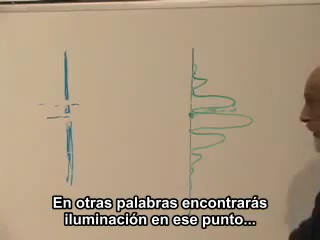 En otras palabras encontrarás
iluminación en ese punto...